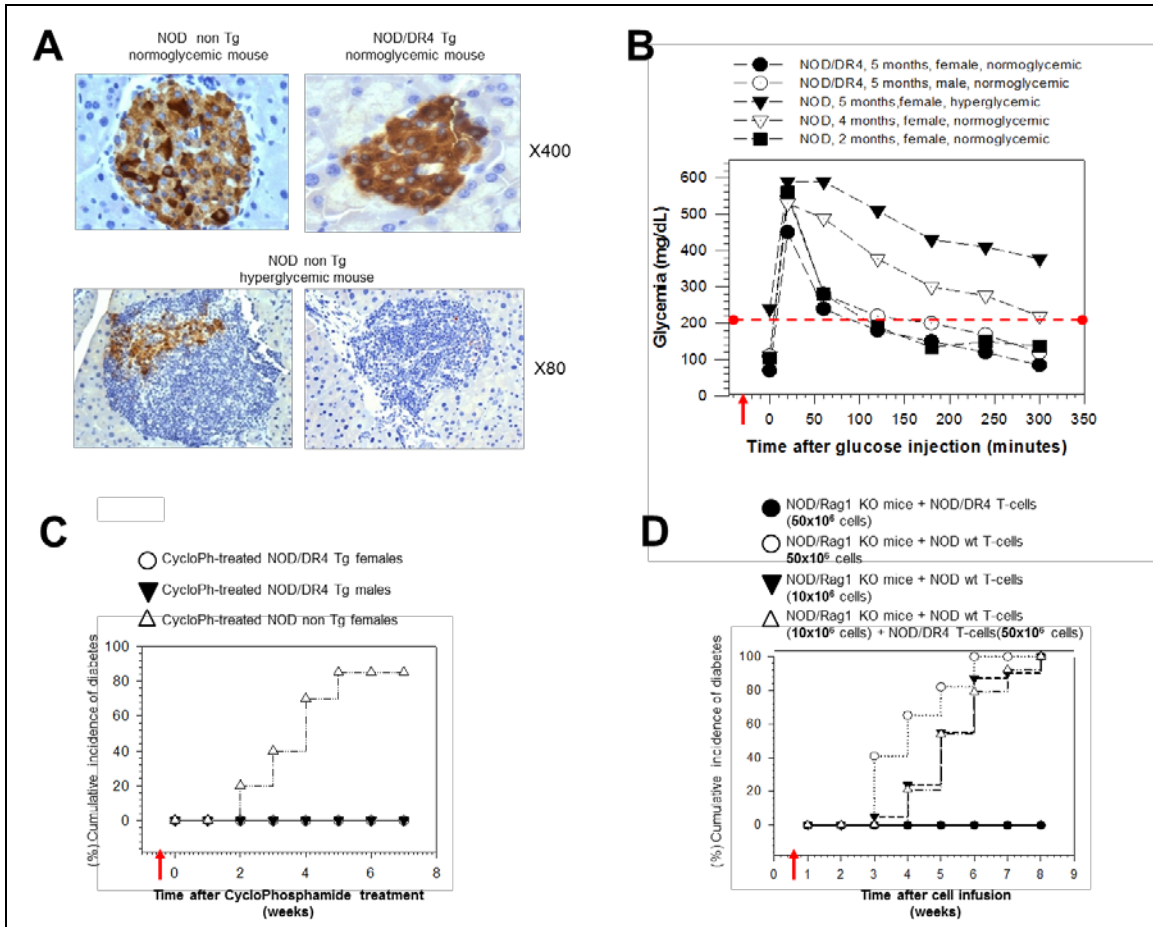 A
NOD non Tg
normoglycemic mouse
NOD/DR4 Tg
normoglycemic mouse
X400
NOD non Tg
hyperglycemic mouse
X80
B
NOD/DR4, 5 months, female, normoglycemic
NOD/DR4, 5 months, male, normoglycemic
NOD, 5 months,female, hyperglycemic
NOD, 4 months, female, normoglycemic
NOD, 2 months, female, normoglycemic
Glycemia (mg/dL)
600
500
400
300
200
100
0
0 50 100 150 200 250 300 350
Time after glucose injection (minutes)
C
CycloPh-treated NOD/DR4 Tg females
CycloPh-treated NOD/DR4 Tg males
CycloPh-treated NOD non Tg females
(%) Cumulative incidence of diabetes
100
80
60
40
20
0
0 2 4 6 8
Time after CycloPhosphamide treatment
(weeks)
D
NOD/Rag1 KO mice + NOD/DR4 T-cells
(50x10⁶ cells)
NOD/Rag1 KO mice + NOD wt T-cells
50x10⁶ cells
NOD/Rag1 KO mice + NOD wt T-cells
(10x10⁶ cells)
NOD/Rag1 KO mice + NOD wt T-cells
(10x10⁶ cells) + NOD/DR4 T-cells(50x10⁶ cells)
(%) Cumulative incidence of diabetes
100
80
60
40
20
0
0 1 2 3 4 5 6 7 8 9
Time after cell infusion
(weeks)